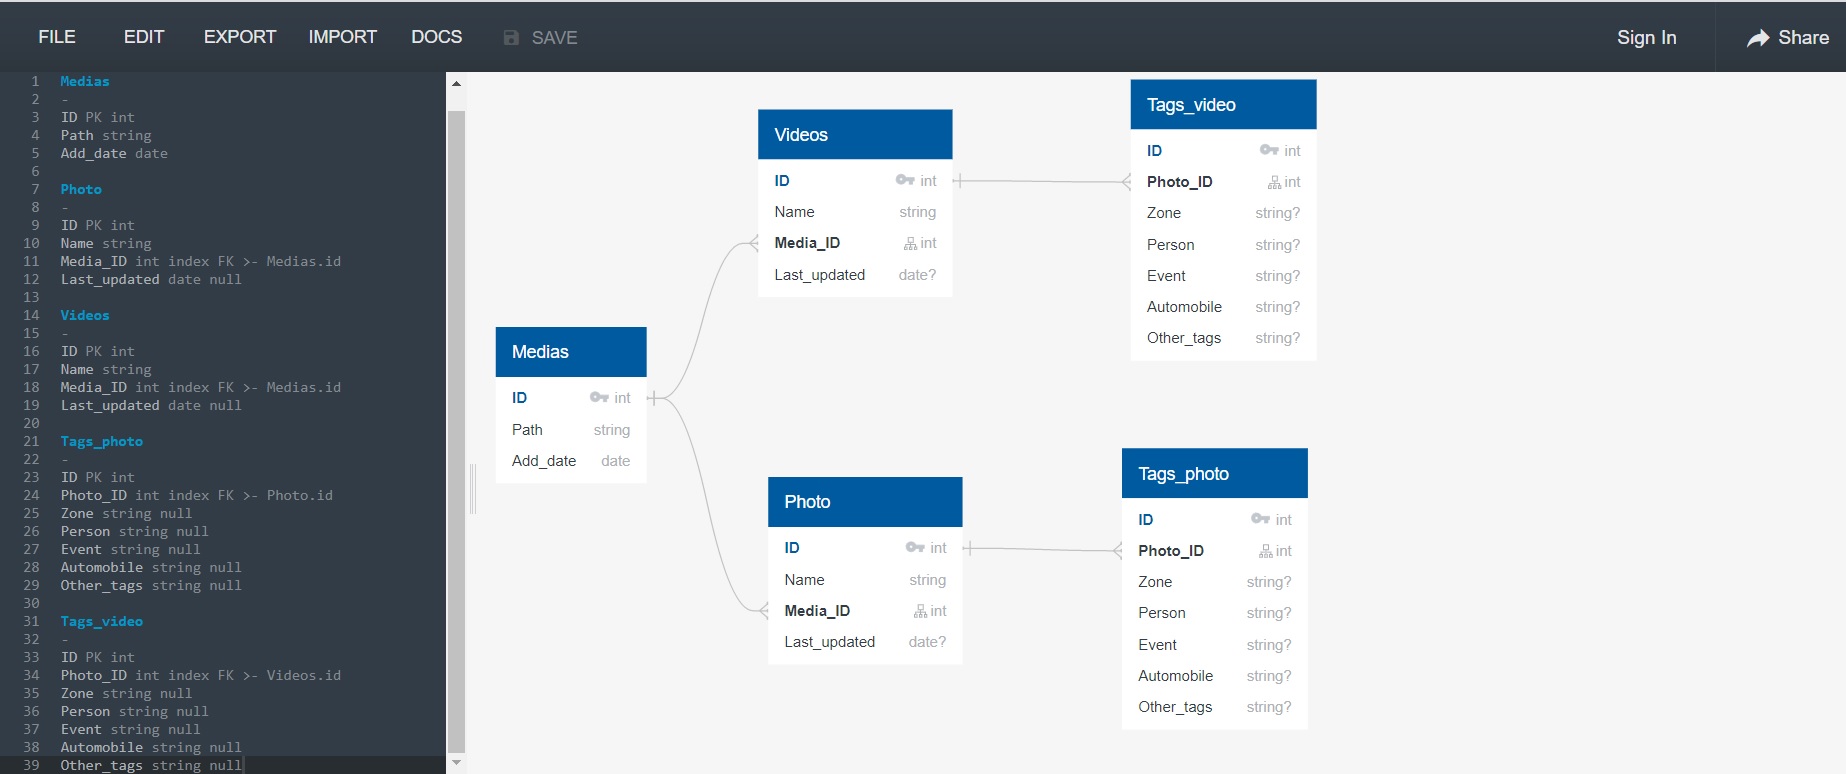 FILE EDIT EXPORT IMPORT DOCS SAVE Sign In Share
1 Medias
2 -
3 ID PK int
4 Path string
5 Add_date date
6
7 Photo
8 -
9 ID PK int
10 Name string
11 Media_ID int index FK >- Medias.id
12 Last_updated date null
13
14 Videos
15 -
16 ID PK int
17 Name string
18 Media_ID int index FK >- Medias.id
19 Last_updated date null
20
21 Tags_photo
22 -
23 ID PK int
24 Photo_ID int index FK >- Photo.id
25 Zone string null
26 Person string null
27 Event string null
28 Automobile string null
29 Other_tags string null
30
31 Tags_video
32 -
33 ID PK int
34 Photo_ID int index FK >- Videos.id
35 Zone string null
36 Person string null
37 Event string null
38 Automobile string null
39 Other_tags string null
Medias
ID int
Path string
Add_date date
Videos
ID int
Name string
Media_ID int
Last_updated date?
Photo
ID int
Name string
Media_ID int
Last_updated date?
Tags_video
ID int
Photo_ID int
Zone string?
Person string?
Event string?
Automobile string?
Other_tags string?
Tags_photo
ID int
Photo_ID int
Zone string?
Person string?
Event string?
Automobile string?
Other_tags string?